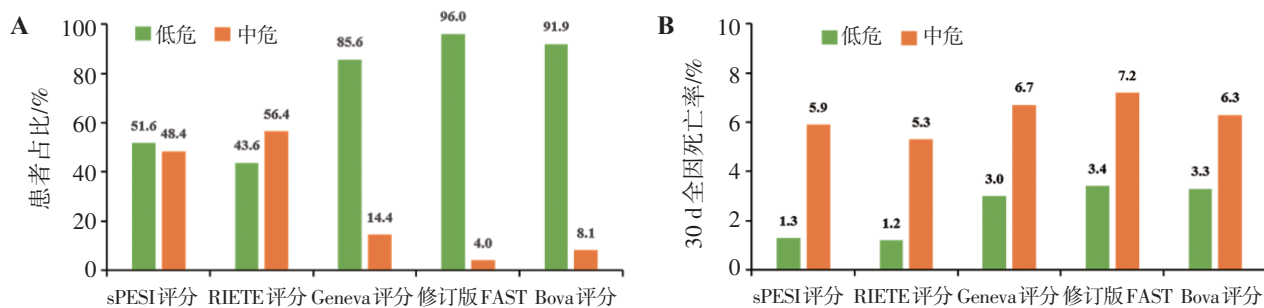 A
患者占比/%
100
80
60
40
20
0
低危
中危
51.6
48.4
43.6
56.4
85.6
14.4
96.0
4.0
91.9
8.1
sPESI评分
RIETE评分
Geneva评分
修订版FAST
Bova评分
B
30 d全因死亡率/%
10
8
6
4
2
0
低危
中危
1.3
5.9
1.2
5.3
3.0
6.7
3.4
7.2
3.3
6.3
sPESI评分
RIETE评分
Geneva评分
修订版FAST
Bova评分